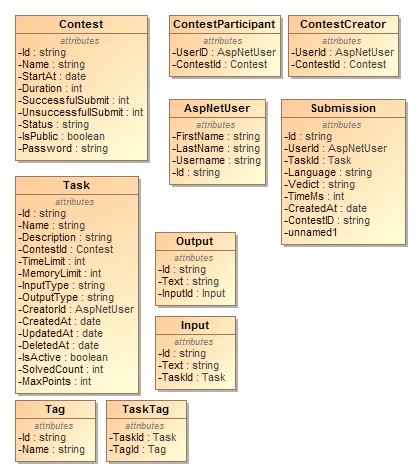 Contest
attributes
-Id : string
-Name : string
-StartAt : date
-Duration : int
-SuccessfulSubmit : int
-UnsuccessfullSubmit : int
-Status : string
-IsPublic : boolean
-Password : string
ContestParticipant
attributes
-UserID : AspNetUser
-ContestId : Contest
ContestCreator
attributes
-UserId : AspNetUser
-ContestId : Contest
AspNetUser
attributes
-FirstName : string
-LastName : string
-Username : string
-Id : string
Submission
attributes
-Id : string
-UserId : AspNetUser
-TaskId : Task
-Language : string
-Vedict : string
-TimeMs : int
-CreatedAt : date
-ContestID : string
-unnamed1
Task
attributes
-Id : string
-Name : string
-Description : string
-ContestId : Contest
-TimeLimit : int
-MemoryLimit : int
-InputType : string
-OutputType : string
-CreatorId : AspNetUser
-CreatedAt : date
-UpdatedAt : date
-DeletedAt : date
-IsActive : boolean
-SolvedCount : int
-MaxPoints : int
Output
attributes
-Id : string
-Text : string
-InputId : Input
Input
attributes
-Id : string
-Text : string
-TaskId : Task
Tag
attributes
-Id : string
-Name : string
TaskTag
attributes
-TaskId : Task
-TagId : Tag